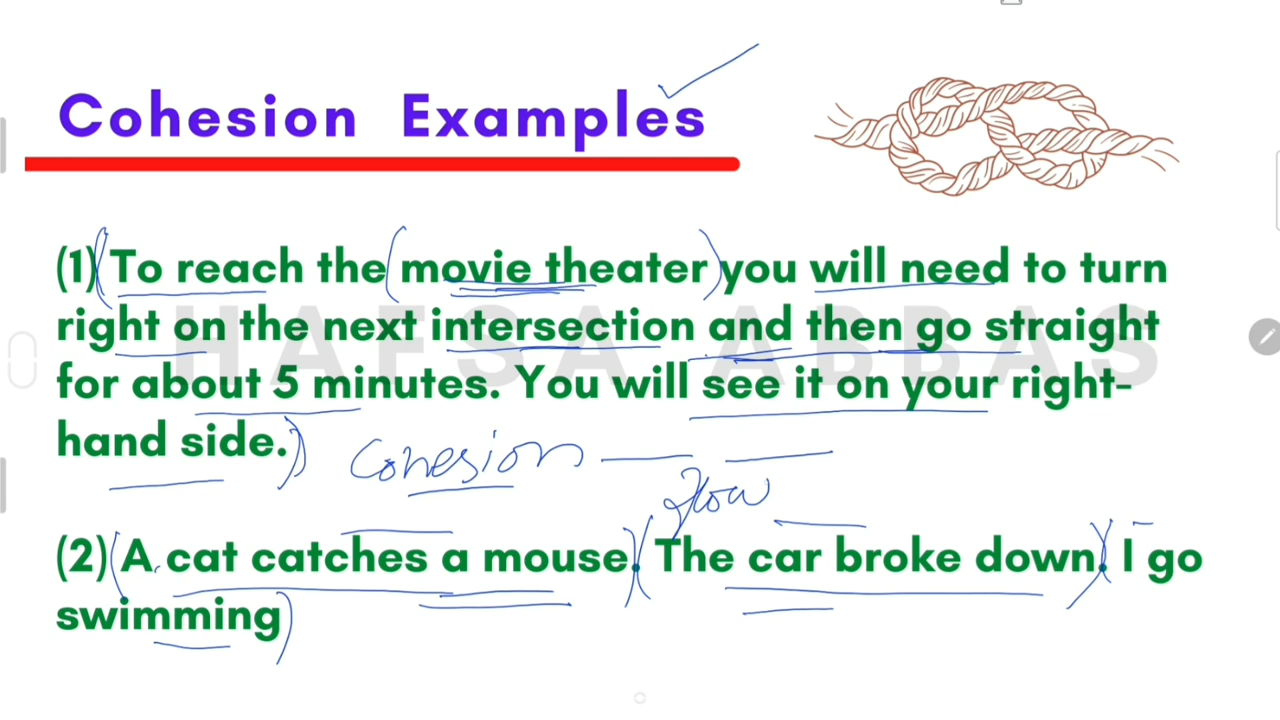 Cohesion Examples
(1) To reach the movie theater you will need to turn
right on the next intersection and then go straight
for about 5 minutes. You will see it on your right-
hand side.
Cohesion
flow
(2) A cat catches a mouse. The car broke down. I go
swimming
HAFSA ABBAS